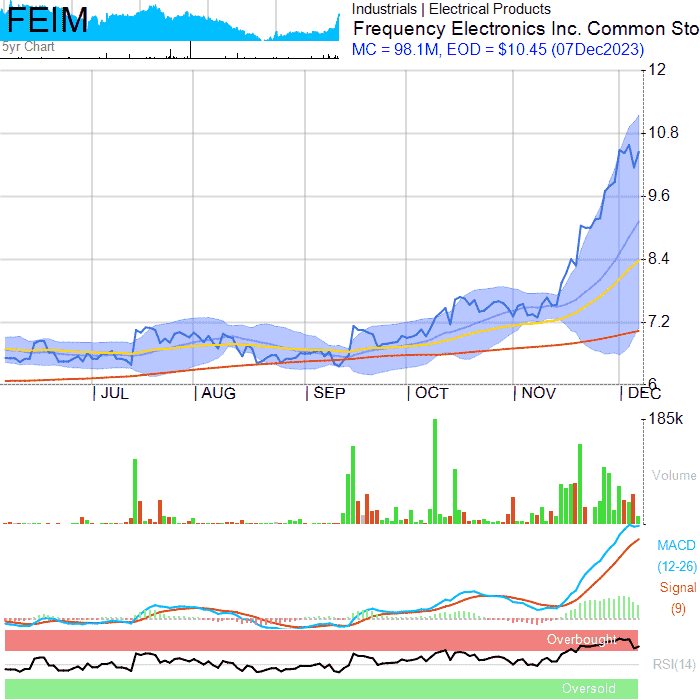 FEIM
Industrials | Electrical Products
Frequency Electronics Inc. Common Sto
5yr Chart
MC = 98.1M, EOD = $10.45 (07Dec2023)
12
10.8
9.6
8.4
7.2
6
| JUL | AUG | SEP | OCT | NOV | DEC
185k
Volume
MACD
(12-26)
Signal
(9)
Overbought
RSI(14)
Oversold